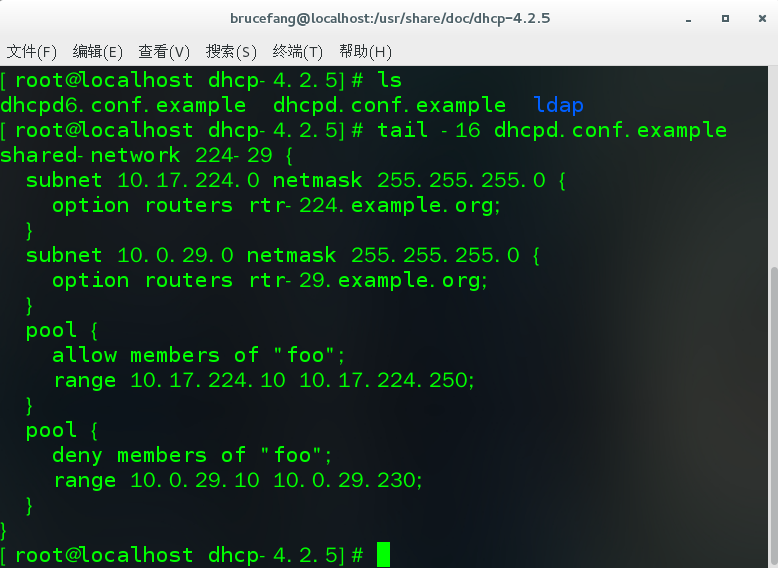 brucefang@localhost:/usr/share/doc/dhcp-4.2.5
文件(F) 编辑(E) 查看(V) 搜索(S) 终端(T) 帮助(H)
[root@localhost dhcp-4.2.5]# ls
dhcpd6.conf.example  dhcpd.conf.example  ldap
[root@localhost dhcp-4.2.5]# tail -16 dhcpd.conf.example
shared-network 224-29 {
  subnet 10.17.224.0 netmask 255.255.255.0 {
    option routers rtr-224.example.org;
  }
  subnet 10.0.29.0 netmask 255.255.255.0 {
    option routers rtr-29.example.org;
  }
  pool {
    allow members of "foo";
    range 10.17.224.10 10.17.224.250;
  }
  pool {
    deny members of "foo";
    range 10.0.29.10 10.0.29.230;
  }
}
[root@localhost dhcp-4.2.5]#